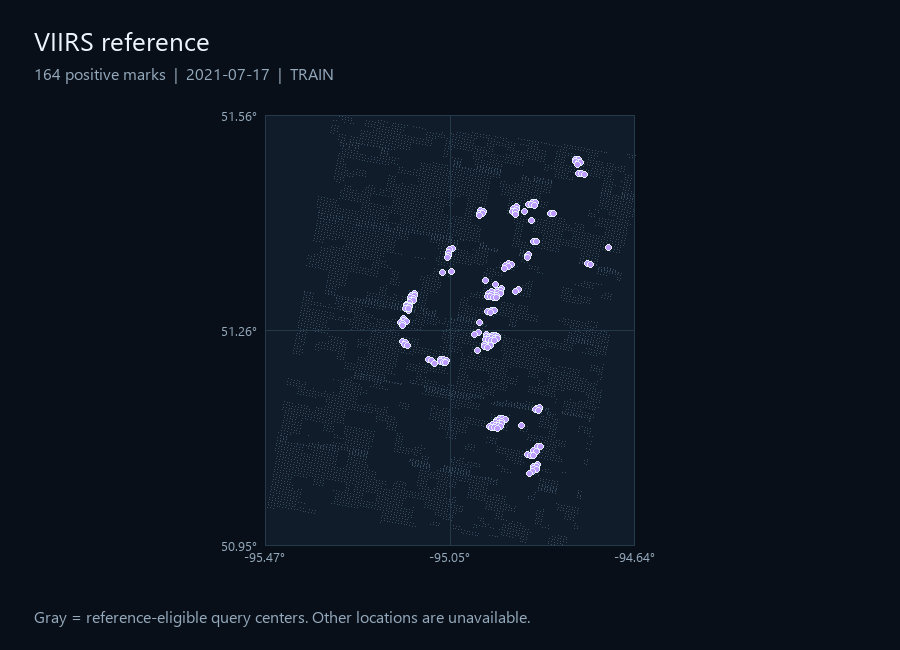 VIIRS reference
164 positive marks | 2021-07-17 | TRAIN
51.56°
51.26°
50.95°
-95.47° -95.05° -94.64°
Gray = reference-eligible query centers. Other locations are unavailable.